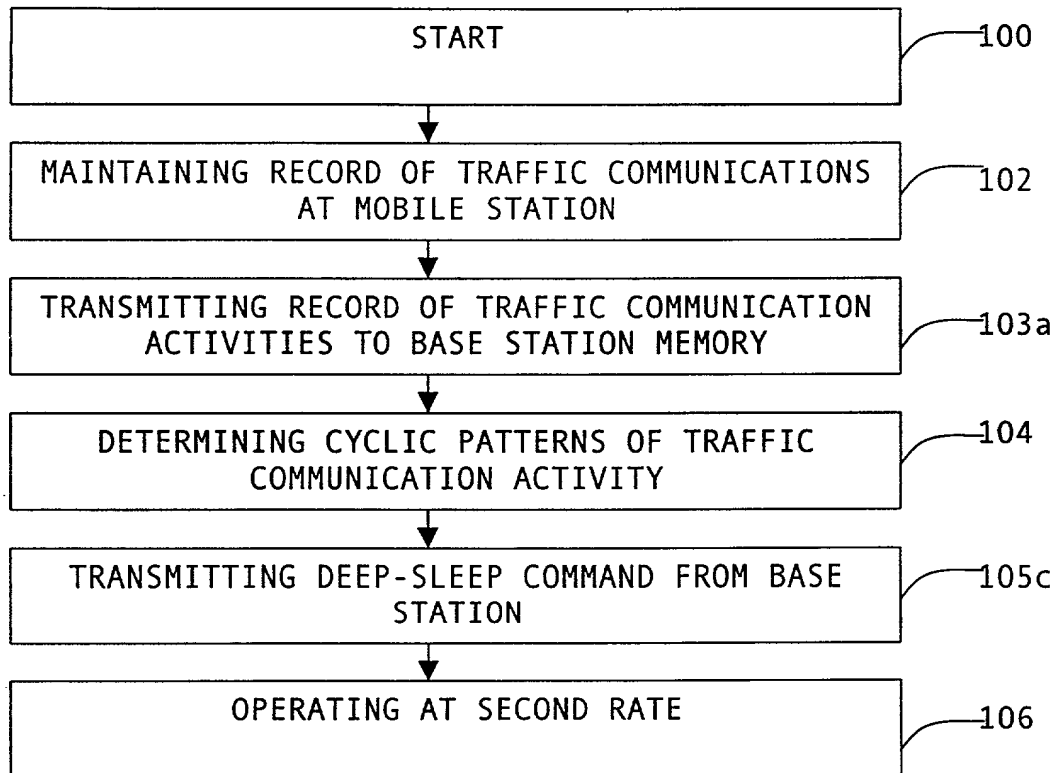 START
100
MAINTAINING RECORD OF TRAFFIC COMMUNICATIONS
AT MOBILE STATION
102
TRANSMITTING RECORD OF TRAFFIC COMMUNICATION
ACTIVITIES TO BASE STATION MEMORY
103a
DETERMINING CYCLIC PATTERNS OF TRAFFIC
COMMUNICATION ACTIVITY
104
TRANSMITTING DEEP-SLEEP COMMAND FROM BASE
STATION
105c
OPERATING AT SECOND RATE
106